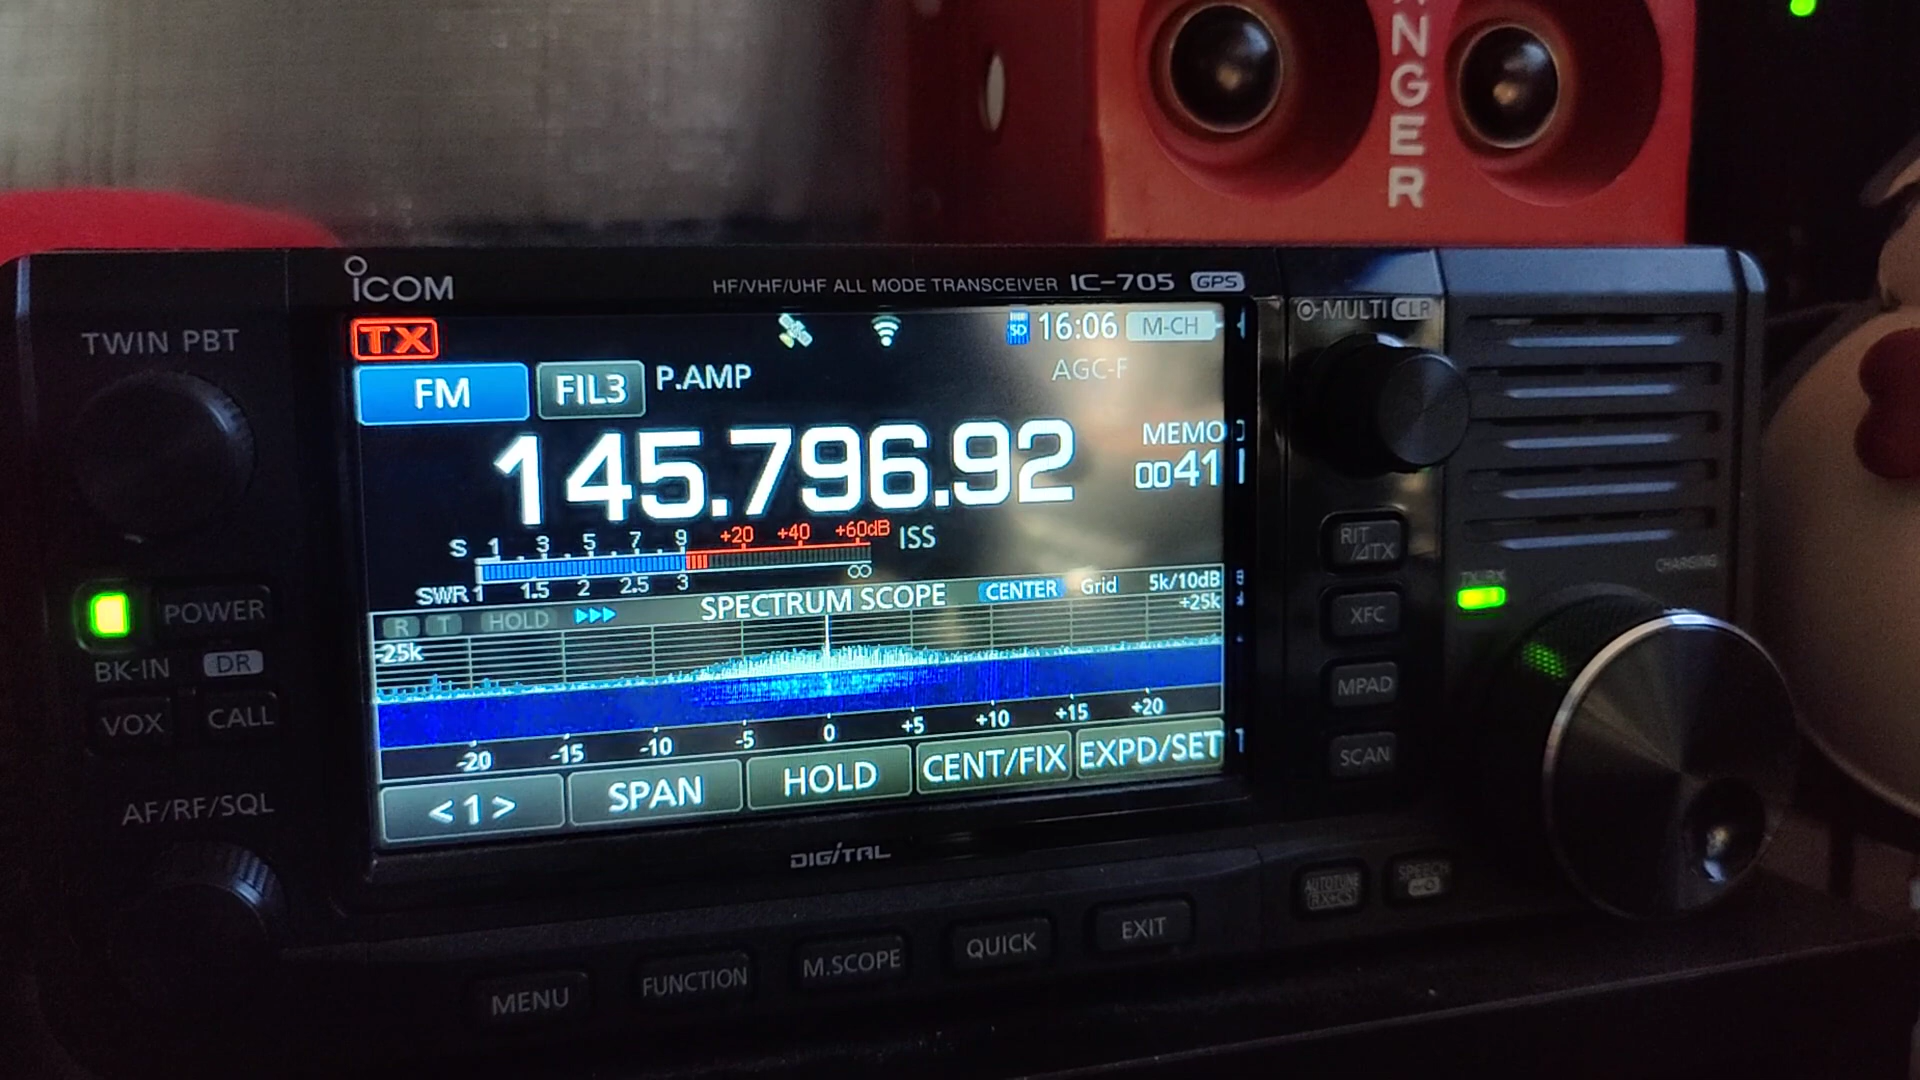 NGER
ICOM
HF/VHF/UHF ALL MODE TRANSCEIVER IC-705 GPS
TWIN PBT
TX
SD 16:06 M-CH
MULTI CLR
FM FIL3 P.AMP AGC-F
145.796.92
MEMO
0041
S 1 3 5 7 9 +20 +40 +60dB ISS
SWR 1 1.5 2 2.5 3 ∞
RIT
/⊿TX
CHARGING
TX/RX
POWER
R T HOLD SPECTRUM SCOPE CENTER Grid 5k/10dB
-25k +25k
XFC
BK-IN DR
VOX CALL
MPAD
-20 -15 -10 -5 0 +5 +10 +15 +20
<1> SPAN HOLD CENT/FIX EXPD/SET
SCAN
AF/RF/SQL
DIGITAL
AUTOTUNE
SPEECH
MENU FUNCTION M.SCOPE QUICK EXIT